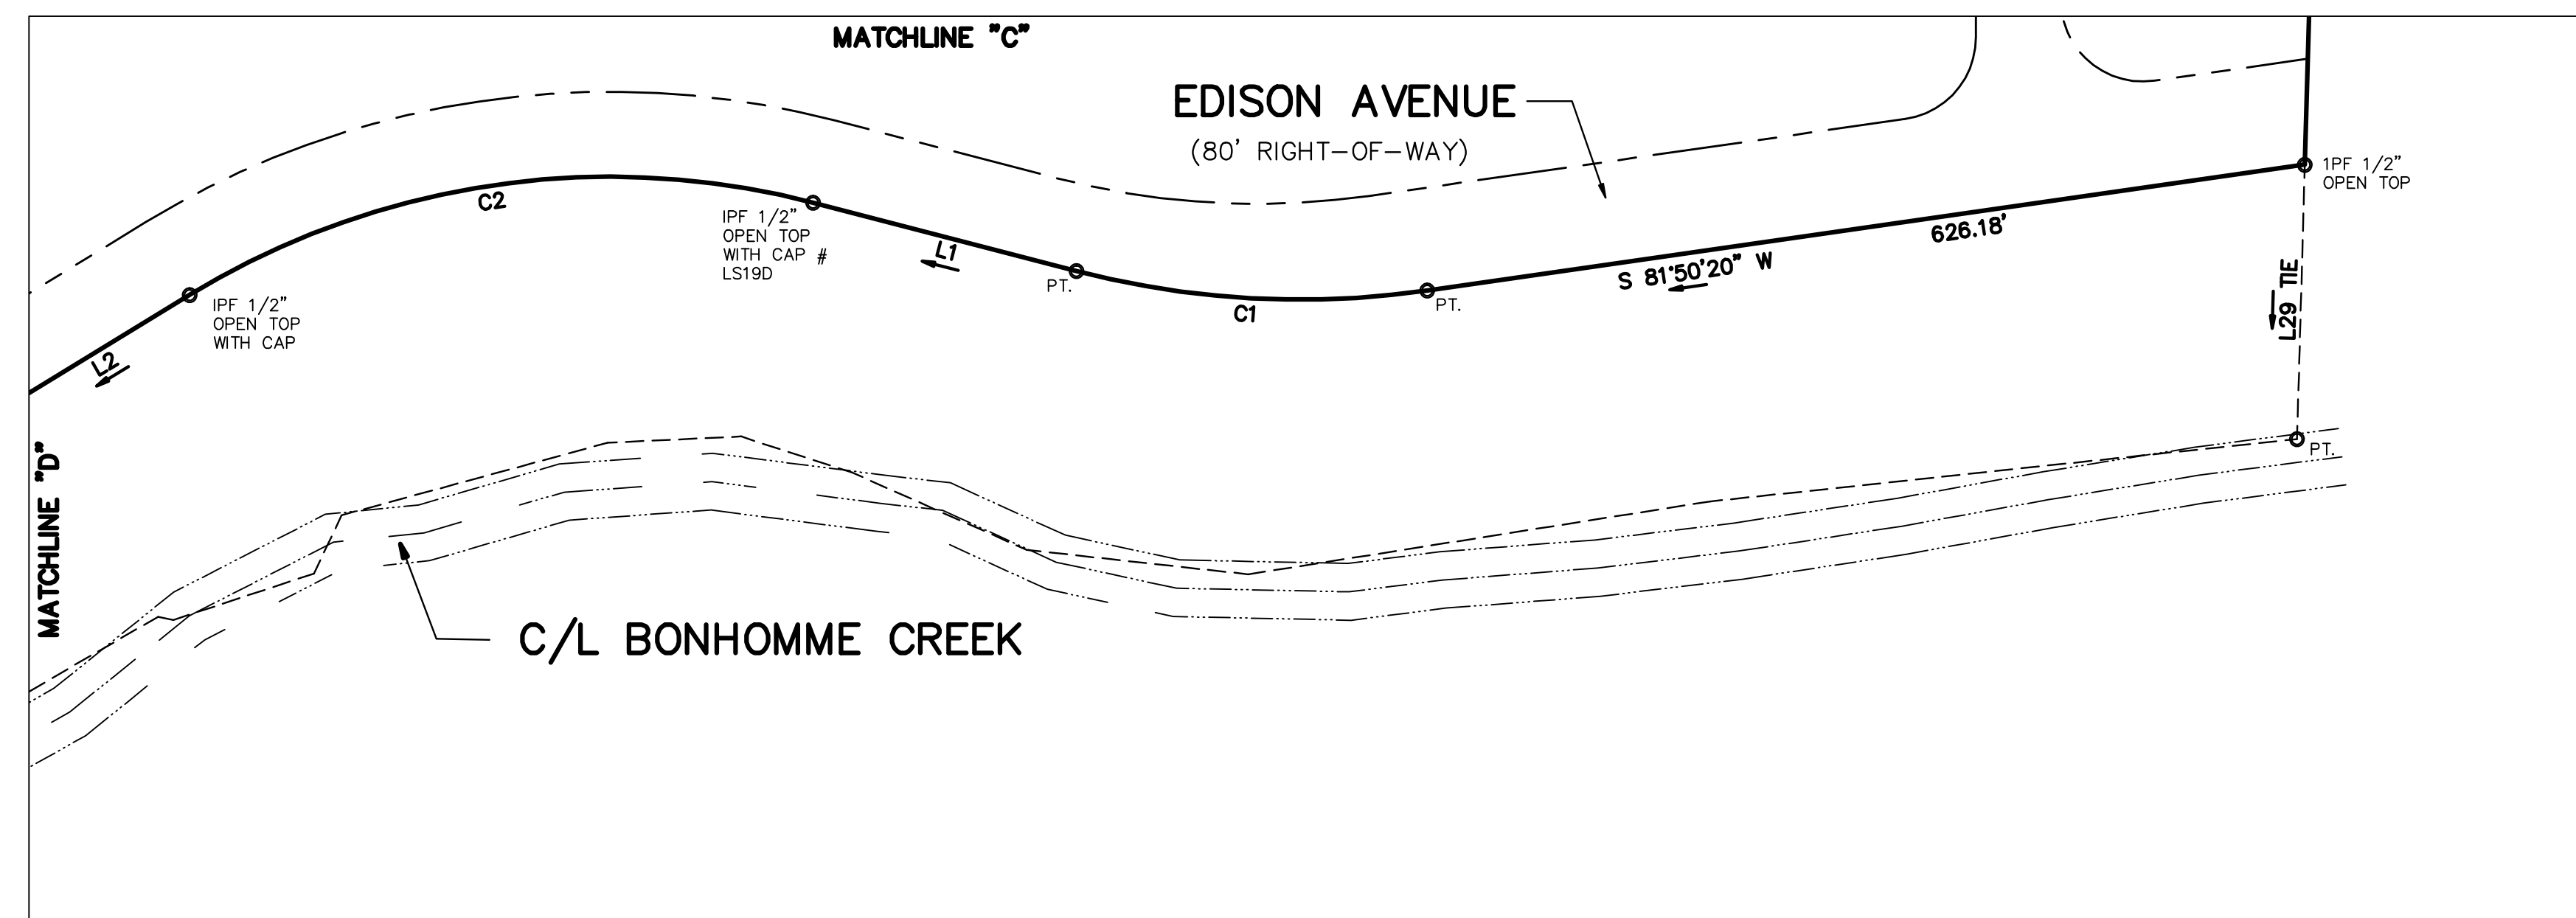 MATCHLINE "C"
EDISON AVENUE
(80' RIGHT-OF-WAY)
1PF 1/2"
OPEN TOP
C2
IPF 1/2"
OPEN TOP
WITH CAP #
LS19D
L1
PT.
626.18'
S 81°50'20" W
L29 TIE
IPF 1/2"
OPEN TOP
WITH CAP
C1
PT.
L2
PT.
MATCHLINE "D"
C/L BONHOMME CREEK